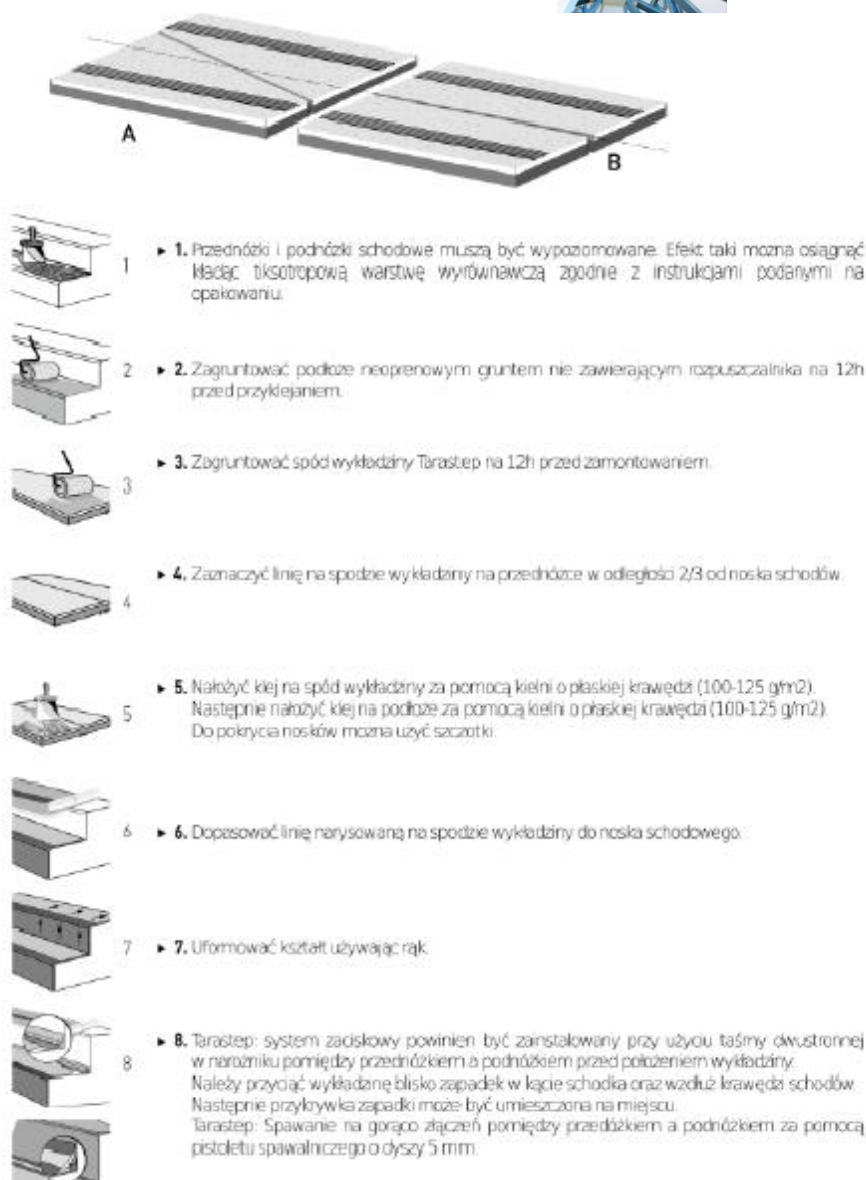 A
B
1
1. Przednóżki i podnóżki schodowe muszą być wypoziomowane. Efekt taki mozna osiągnąć
kładąc tiksotropową warstwę wyrównawczą zgodnie z instrukcjami podanymi na
opakowaniu.
2
2. Zagruntować podłoże neoprenowym gruntem nie zawierającym rozpuszczalnika na 12h
przed przyklejaniem.
3
3. Zagruntować spód wykładziny Tarastep na 12h przed zamontowaniem.
4
4. Zaznaczyć linię na spodzie wykładziny na przednóżce w odległości 2/3 od noska schodów.
5
5. Nałożyć klej na spód wykładziny za pomocą kielni o płaskiej krawędzi (100-125 g/m2).
Następnie nałożyć klej na podłoże za pomocą kielni o płaskiej krawędzi (100-125 g/m2).
Do pokrycia nosków mozna uzyć szczotki.
6
6. Dopasować linię narysowaną na spodzie wykładziny do noska schodowego.
7
7. Uformować kształt używając rąk.
8
8. Tarastep: system zaciskowy powinien być zainstalowany przy użyciu taśmy dwustronnej
w narożniku pomiędzy przednóżkiem a podnóżkiem przed położeniem wykładziny.
Należy przyciąć wykładzinę blisko zapadek w kącie schodka oraz wzdłuż krawędzi schodów.
Następnie przykrywka zapadki może być umieszczona na miejscu.
Tarastep: Spawanie na gorąco złączeń pomiędzy przedóżkiem a podnóżkiem za pomocą
pistoletu spawalniczego o dyszy 5 mm.